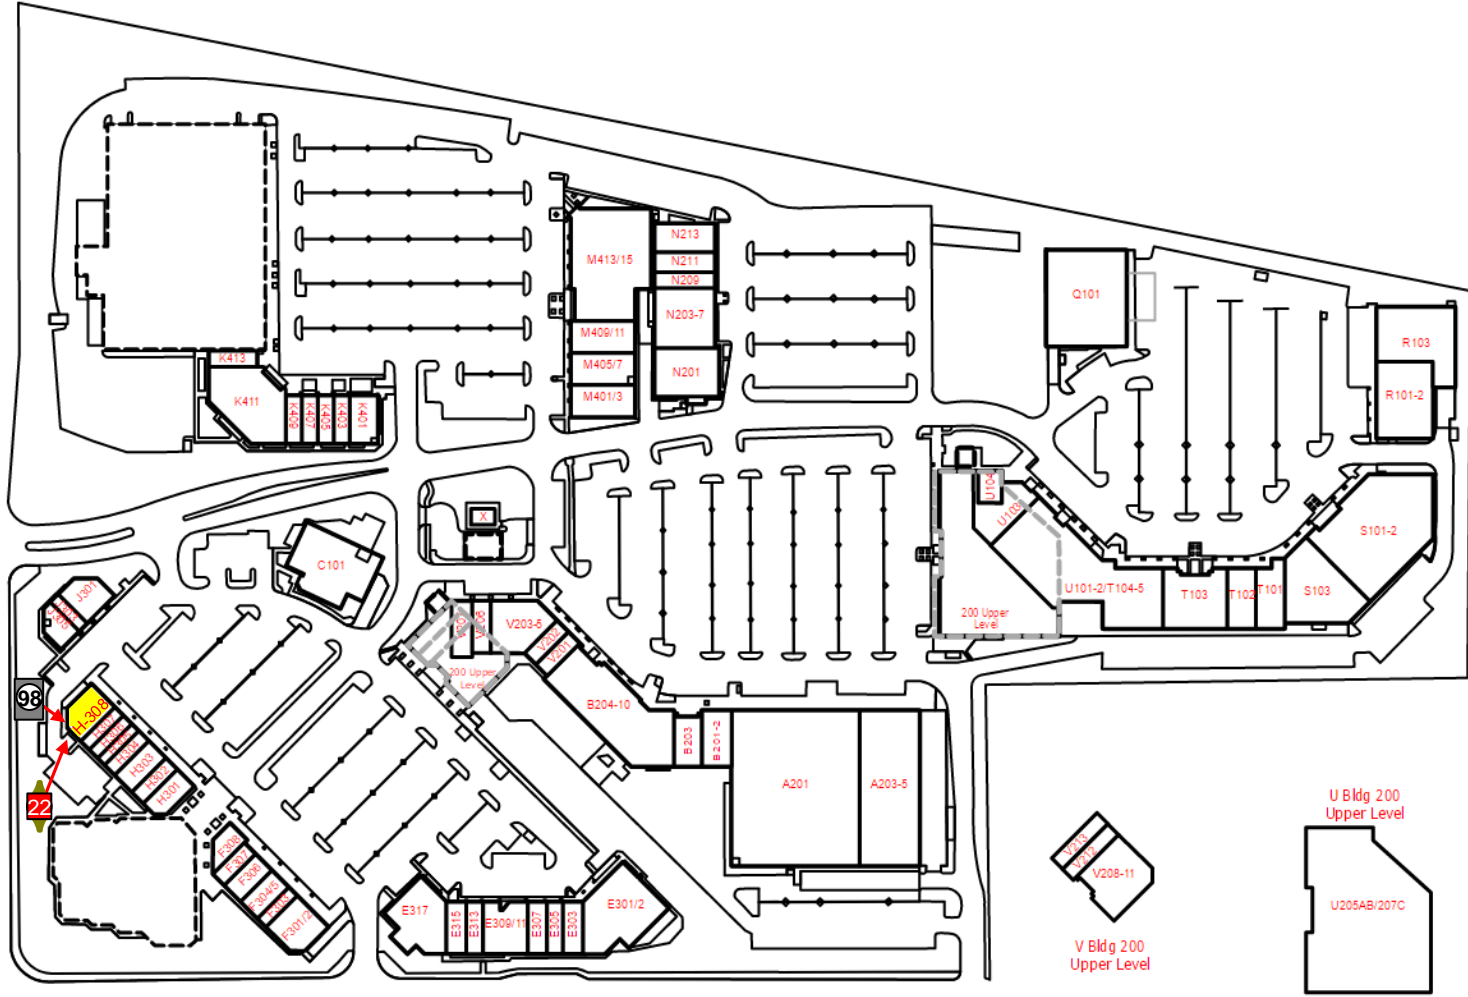 N213
M413/15
N211
N209
Q101
N203-7
M409/11
R103
K413
M405/7
N201
K411
M401/3
R101-2
K409
K407
K405
K403
K401
U104
U103
X
S101-2
C101
J301
J303
J305
U101-2/T104-5
T103
T102
T101
S103
200 Upper
Level
V207
V206
V203-5
V202
V201
200 Upper
Level
98
H-308
B204-10
B203
B201-2
H304
H303
H302
H301
A201
A203-5
22
U Bldg 200
Upper Level
F308
F307
F306
F304/5
F303
F301/2
V213
V212
V208-11
E317
E315
E313
E309/11
E307
E305
E303
E301/2
U205AB/207C
V Bldg 200
Upper Level